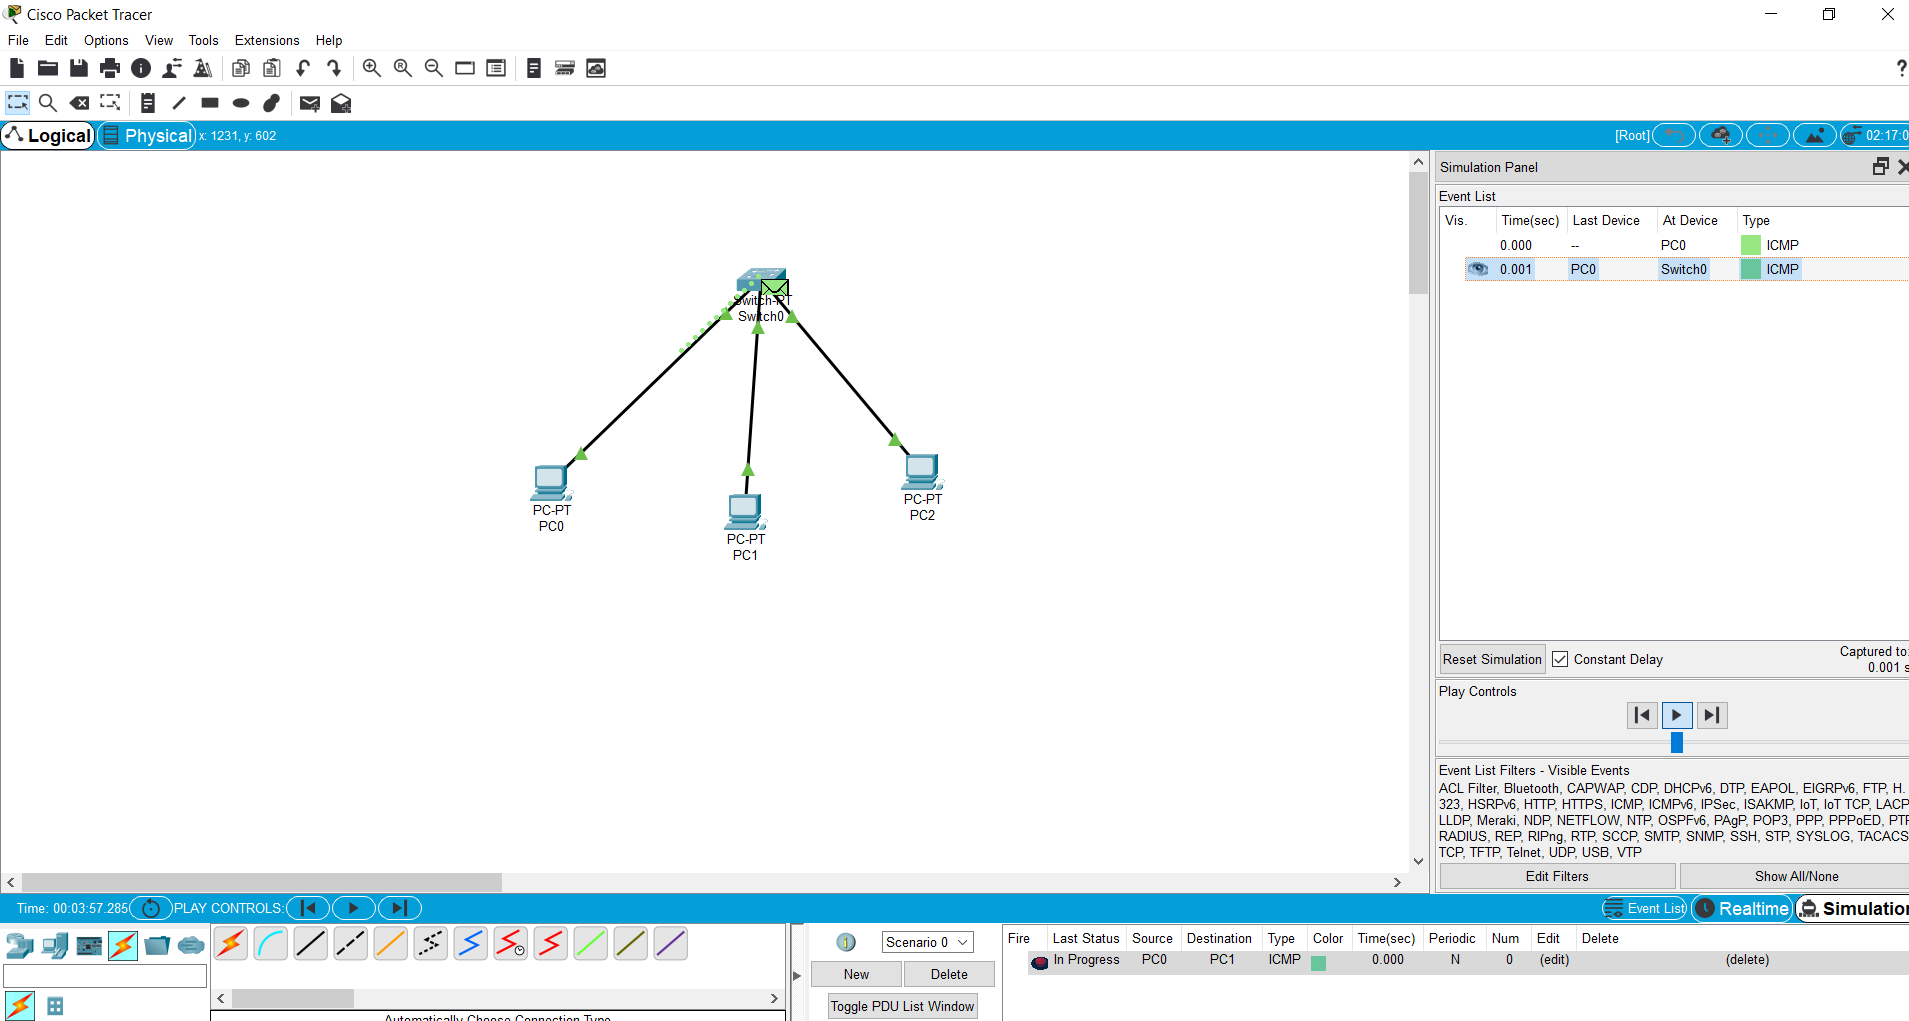 Cisco Packet Tracer
File Edit Options View Tools Extensions Help
?
Logical Physical x: 1231, y: 602 [Root] 02:17:0
Simulation Panel
Event List
Vis. Time(sec) Last Device At Device Type
0.000 -- PC0 ICMP
0.001 PC0 Switch0 ICMP
Switch-PT
Switch0
PC-PT
PC0
PC-PT
PC1
PC-PT
PC2
Reset Simulation Constant Delay Captured to:
0.001 s
Play Controls
Event List Filters - Visible Events
ACL Filter, Bluetooth, CAPWAP, CDP, DHCPv6, DTP, EAPOL, EIGRPv6, FTP, H.
323, HSRPv6, HTTP, HTTPS, ICMP, ICMPv6, IPSec, ISAKMP, IoT, IoT TCP, LACP
LLDP, Meraki, NDP, NETFLOW, NTP, OSPFv6, PAgP, POP3, PPP, PPPoED, PTP
RADIUS, REP, RIPng, RTP, SCCP, SMTP, SNMP, SSH, STP, SYSLOG, TACACS
TCP, TFTP, Telnet, UDP, USB, VTP
Edit Filters Show All/None
Time: 00:03:57.285 PLAY CONTROLS: Event List Realtime Simulation
Scenario 0
New Delete
Toggle PDU List Window
Fire Last Status Source Destination Type Color Time(sec) Periodic Num Edit Delete
In Progress PC0 PC1 ICMP 0.000 N 0 (edit) (delete)
Automatically Choose Connection Type